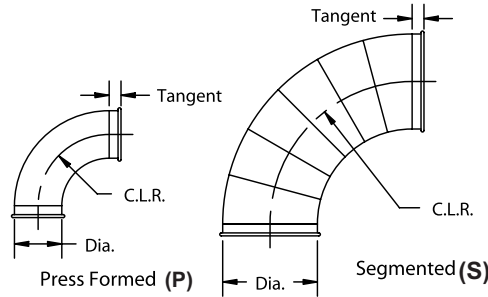 Tangent
Tangent
C.L.R.
C.L.R.
Dia.
Dia.
Press Formed (P)
Segmented (S)